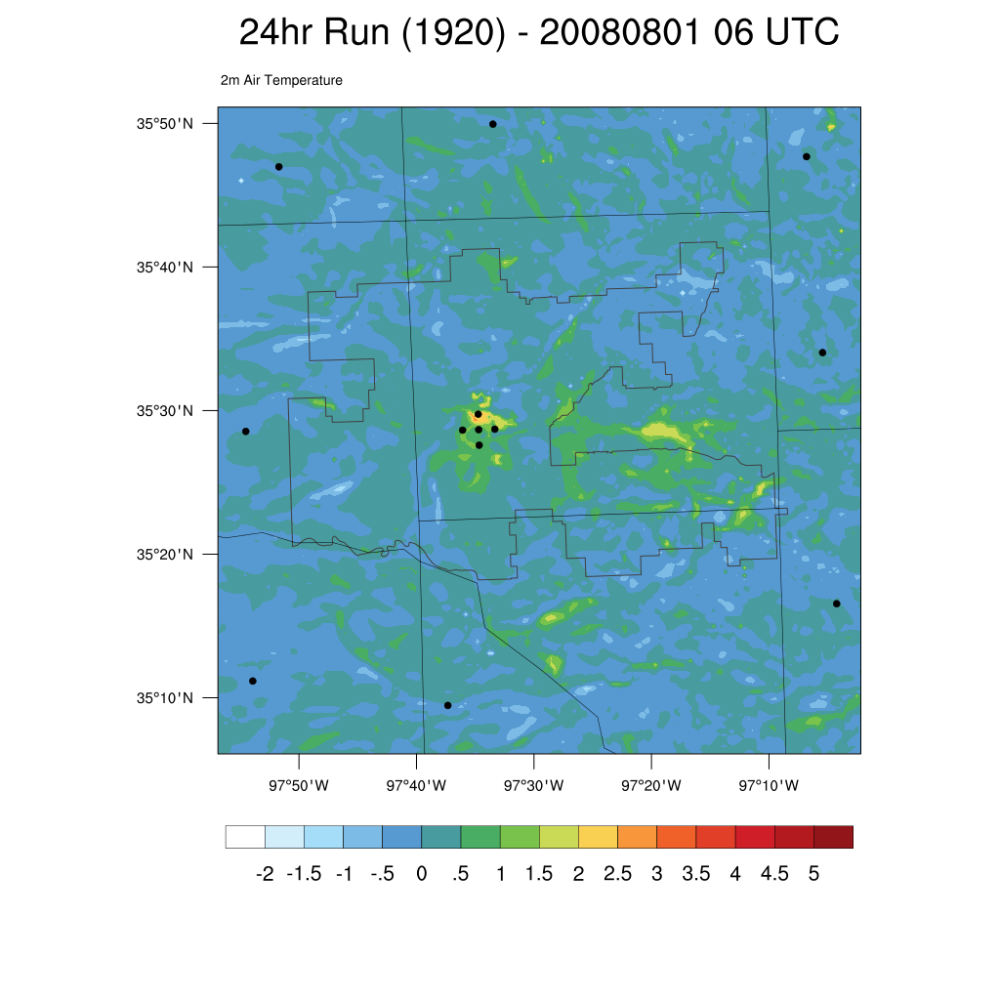 24hr Run (1920) - 20080801 06 UTC
2m Air Temperature
35°50'N
35°40'N
35°30'N
35°20'N
35°10'N
97°50'W 97°40'W 97°30'W 97°20'W 97°10'W
-2 -1.5 -1 -.5 0 .5 1 1.5 2 2.5 3 3.5 4 4.5 5